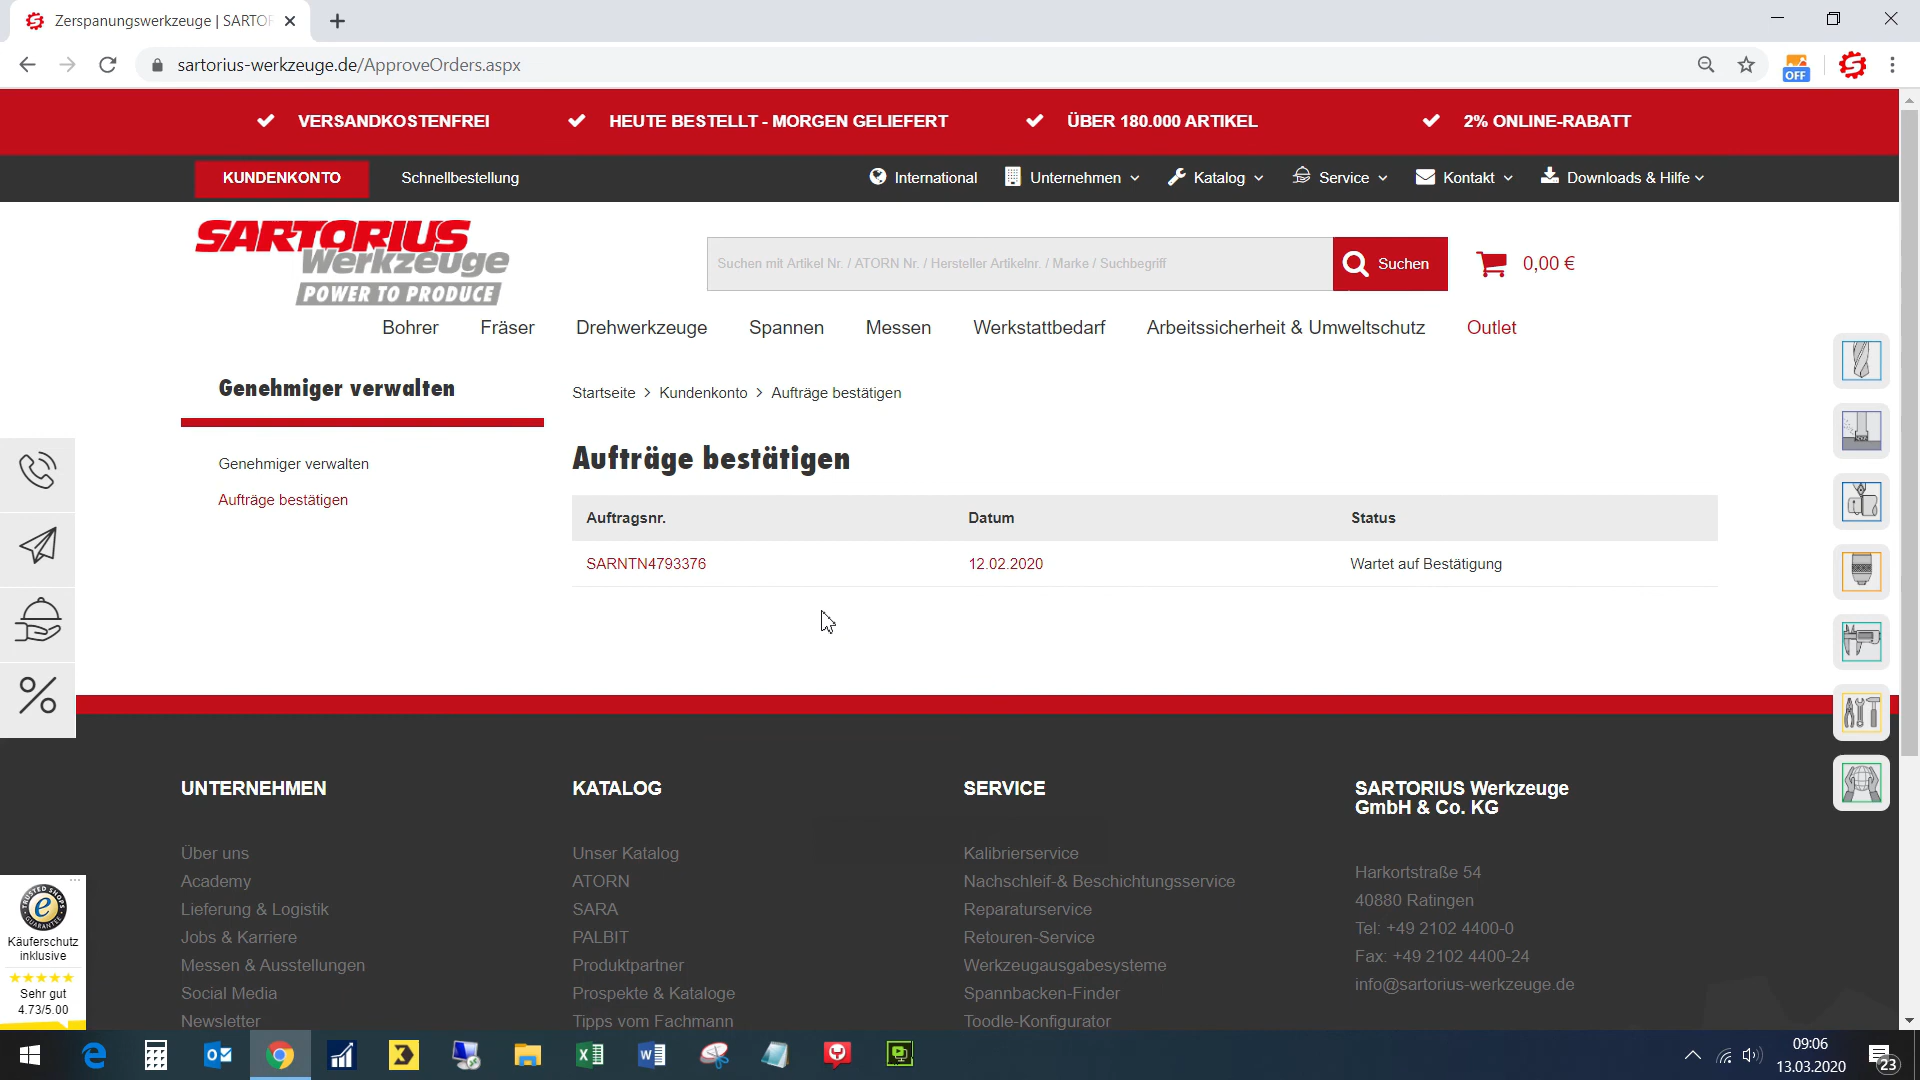 Zerspanungswerkzeuge | SARTOR
sartorius-werkzeuge.de/ApproveOrders.aspx
OFF
VERSANDKOSTENFREI
HEUTE BESTELLT - MORGEN GELIEFERT
ÜBER 180.000 ARTIKEL
2% ONLINE-RABATT
KUNDENKONTO
Schnellbestellung
International
Unternehmen
Katalog
Service
Kontakt
Downloads & Hilfe
SARTORIUS
Werkzeuge
POWER TO PRODUCE
Suchen mit Artikel Nr. / ATORN Nr. / Hersteller Artikelnr. / Marke / Suchbegriff
Suchen
0,00 €
Bohrer
Fräser
Drehwerkzeuge
Spannen
Messen
Werkstattbedarf
Arbeitssicherheit & Umweltschutz
Outlet
Genehmiger verwalten
Genehmiger verwalten
Aufträge bestätigen
Startseite > Kundenkonto > Aufträge bestätigen
Aufträge bestätigen
Auftragsnr. Datum Status
SARNTN4793376 12.02.2020 Wartet auf Bestätigung
UNTERNEHMEN
Über uns
Academy
Lieferung & Logistik
Jobs & Karriere
Messen & Ausstellungen
Social Media
Newsletter
KATALOG
Unser Katalog
ATORN
SARA
PALBIT
Produktpartner
Prospekte & Kataloge
Tipps vom Fachmann
SERVICE
Kalibrierservice
Nachschleif-& Beschichtungsservice
Reparaturservice
Retouren-Service
Werkzeugausgabesysteme
Spannbacken-Finder
Toodle-Konfigurator
SARTORIUS Werkzeuge
GmbH & Co. KG
Harkortstraße 54
40880 Ratingen
Tel: +49 2102 4400-0
Fax: +49 2102 4400-24
info@sartorius-werkzeuge.de
TRUSTED SHOPS
GUARANTEE
Käuferschutz
inklusive
Sehr gut
4.73/5.00
09:06
13.03.2020
23